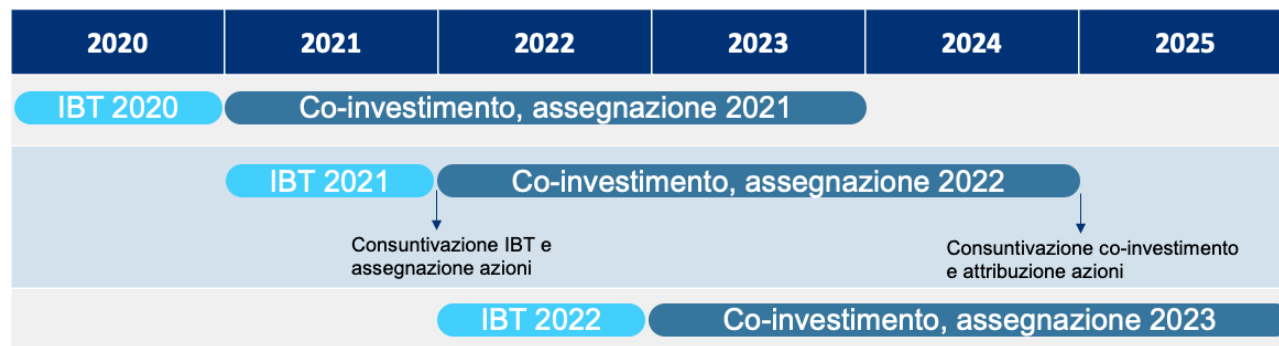 2020 2021 2022 2023 2024 2025
IBT 2020 Co-investimento, assegnazione 2021
IBT 2021 Co-investimento, assegnazione 2022
Consuntivazione IBT e
assegnazione azioni
Consuntivazione co-investimento
e attribuzione azioni
IBT 2022 Co-investimento, assegnazione 2023